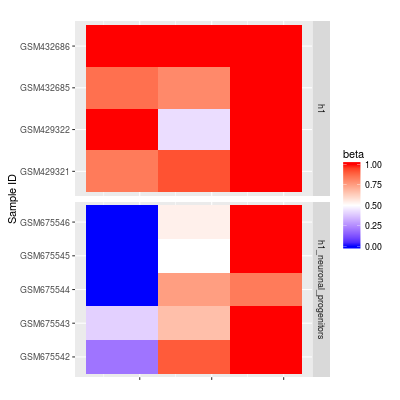 GSM432686
GSM432685
GSM429322
GSM429321
h1
GSM675546
GSM675545
GSM675544
GSM675543
GSM675542
h1_neuronal_progenitors
Sample ID
beta
1.00
0.75
0.50
0.25
0.00